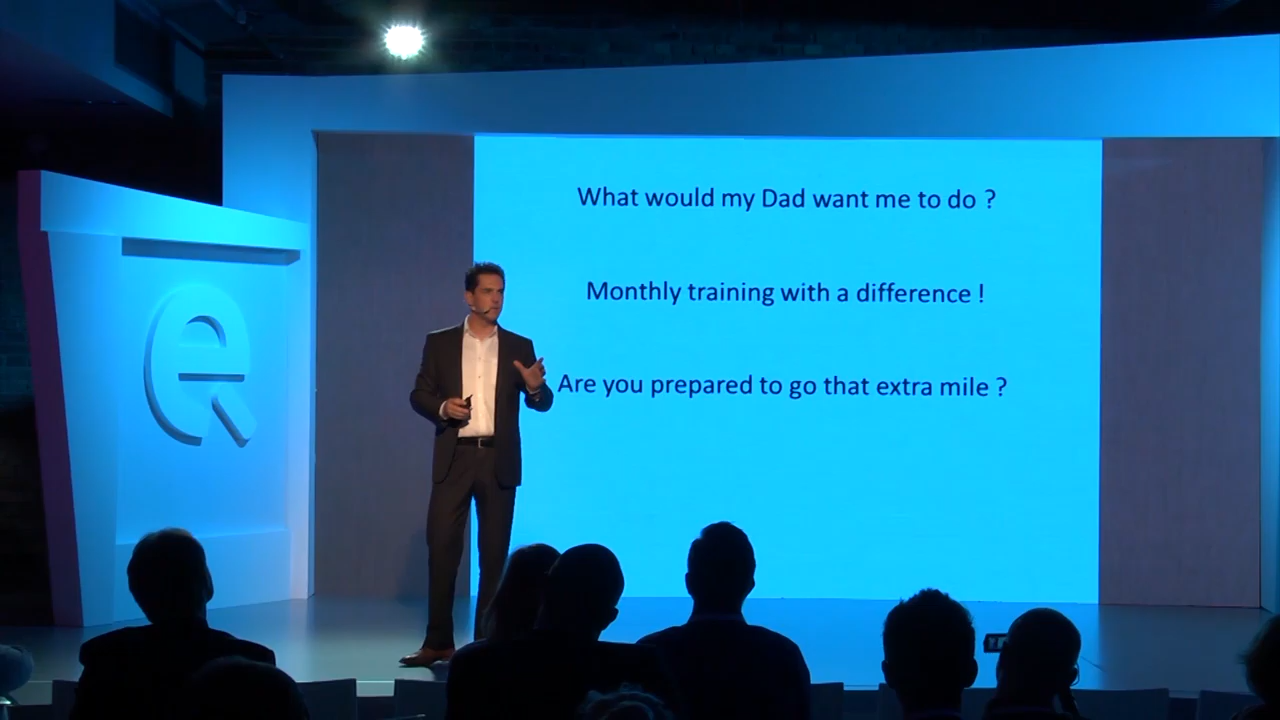 What would my Dad want me to do ?
Monthly training with a difference !
Are you prepared to go that extra mile ?